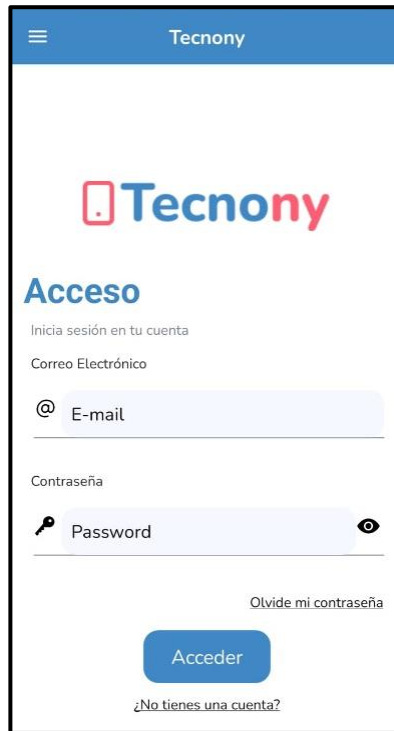 Tecnony
Tecnony
Acceso
Inicia sesión en tu cuenta
Correo Electrónico
@ E-mail
Contraseña
Password
Olvide mi contraseña
Acceder
¿No tienes una cuenta?